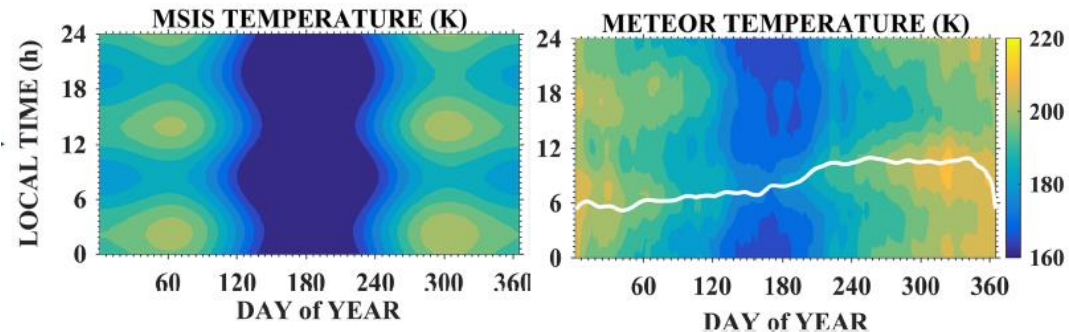 MSIS TEMPERATURE (K)
METEOR TEMPERATURE (K)
LOCAL TIME (h)
24
18
12
6
0
60 120 180 240 300 360
DAY of YEAR
24
18
12
6
0
60 120 180 240 300 360
DAY of YEAR
220
200
180
160